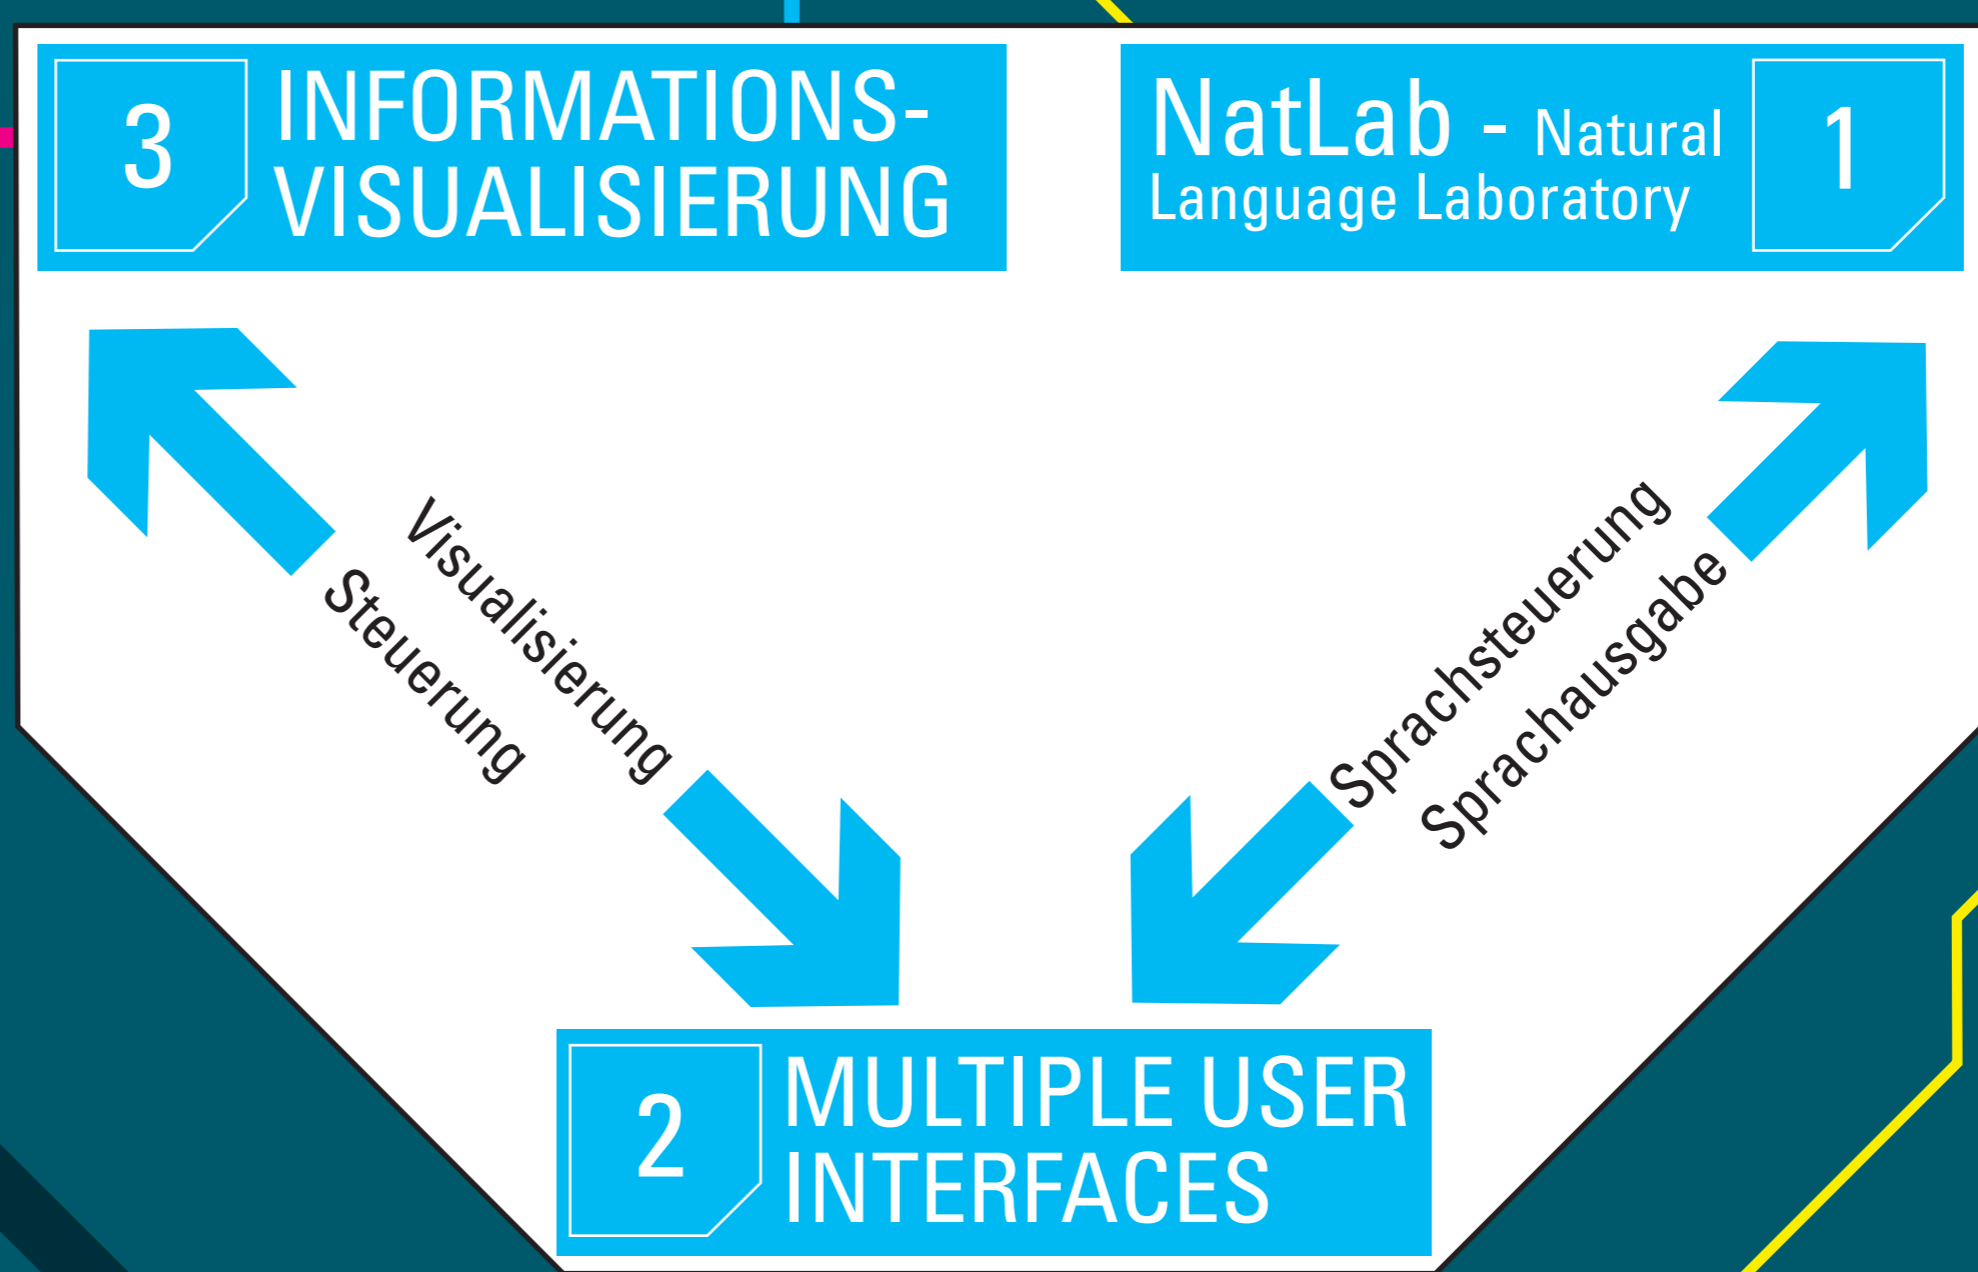 3
INFORMATIONS-
VISUALISIERUNG
NatLab - Natural
Language Laboratory
1
Visualisierung
Steuerung
Sprachsteuerung
Sprachausgabe
2
MULTIPLE USER
INTERFACES